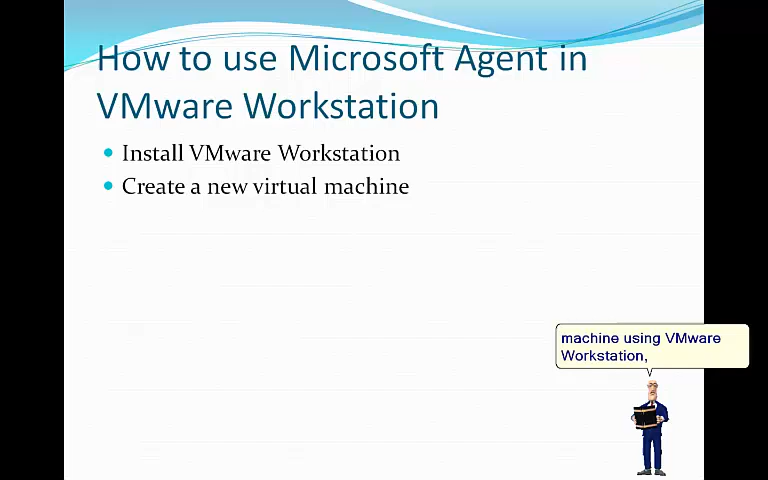 How to use Microsoft Agent in
VMware Workstation
Install VMware Workstation
Create a new virtual machine
machine using VMware
Workstation,